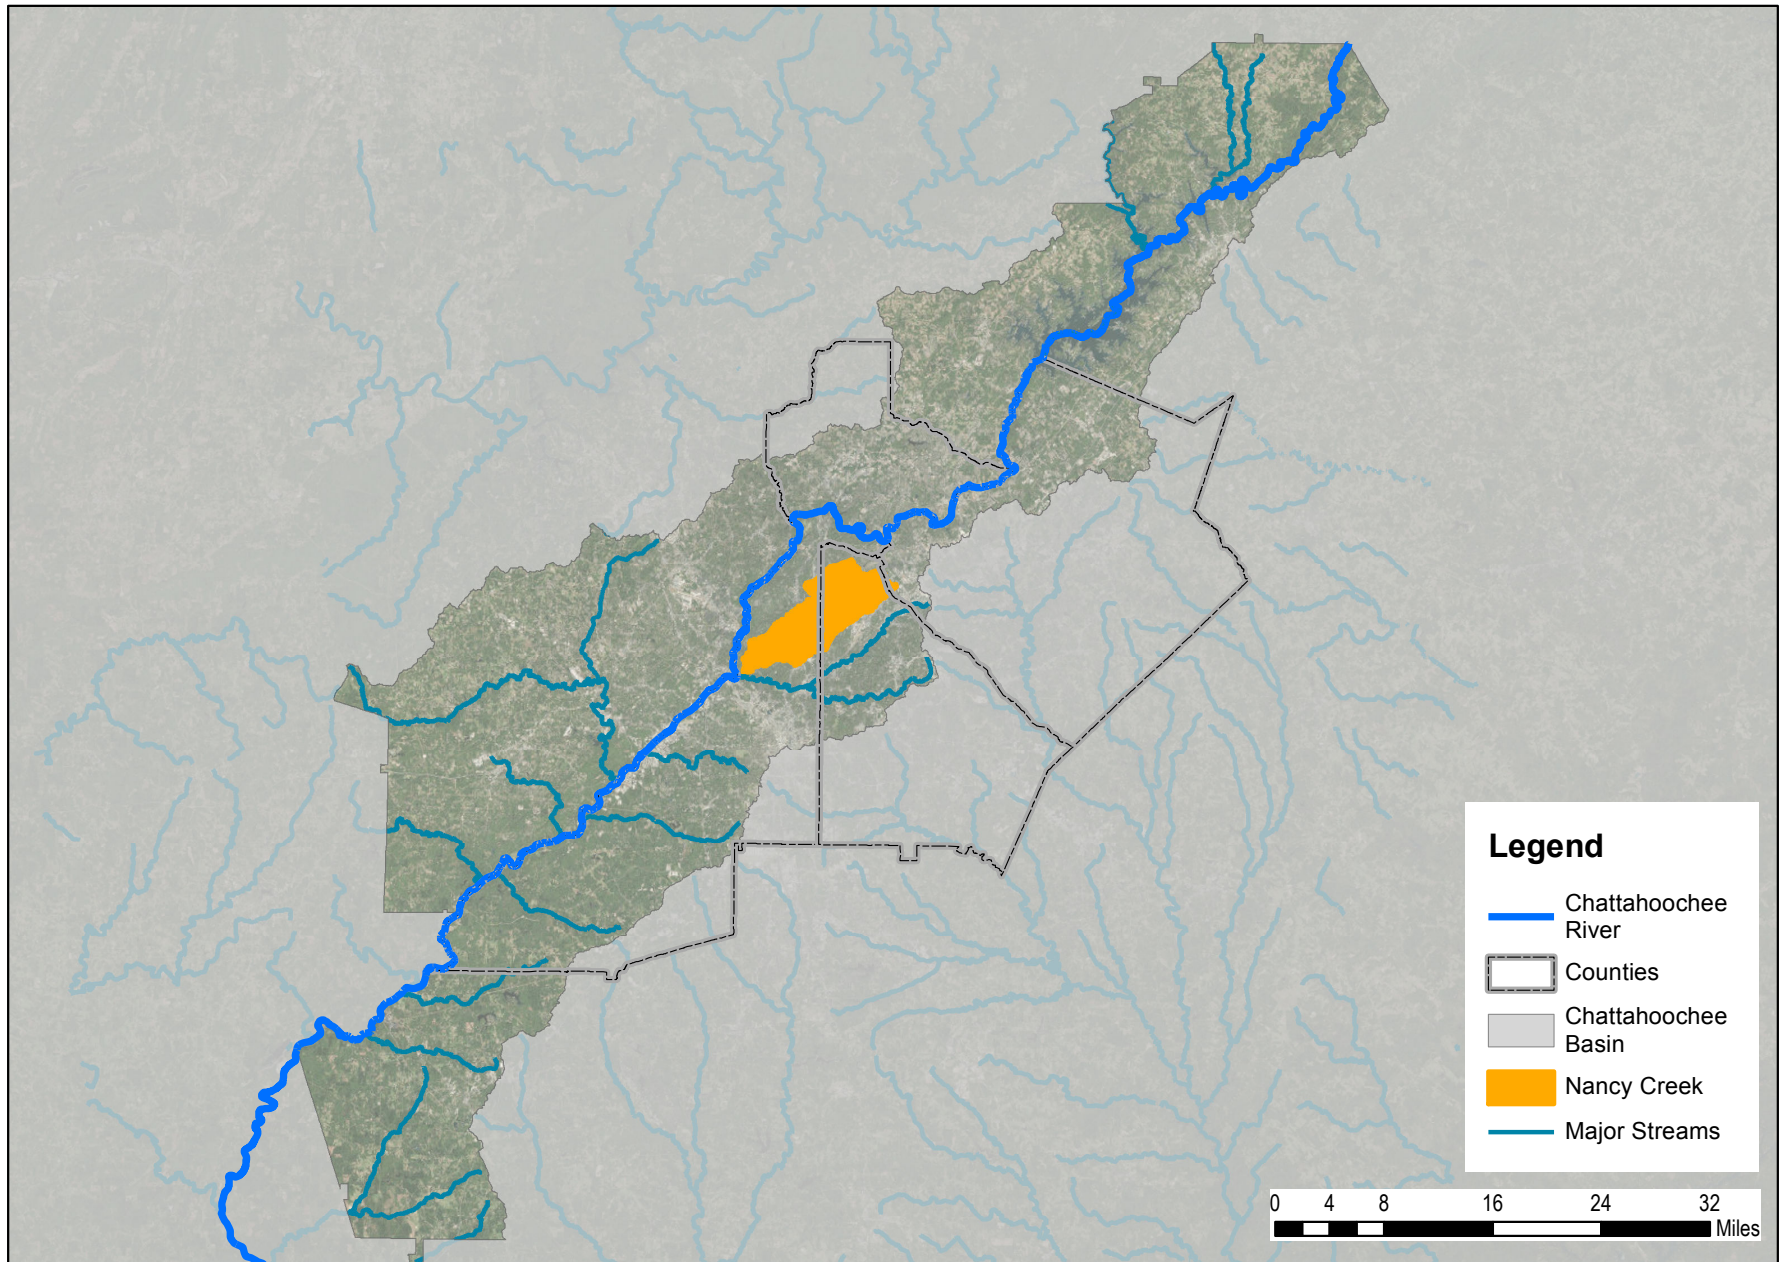 Legend
Chattahoochee
River
Counties
Chattahoochee
Basin
Nancy Creek
Major Streams
0 4 8 16 24 32
Miles